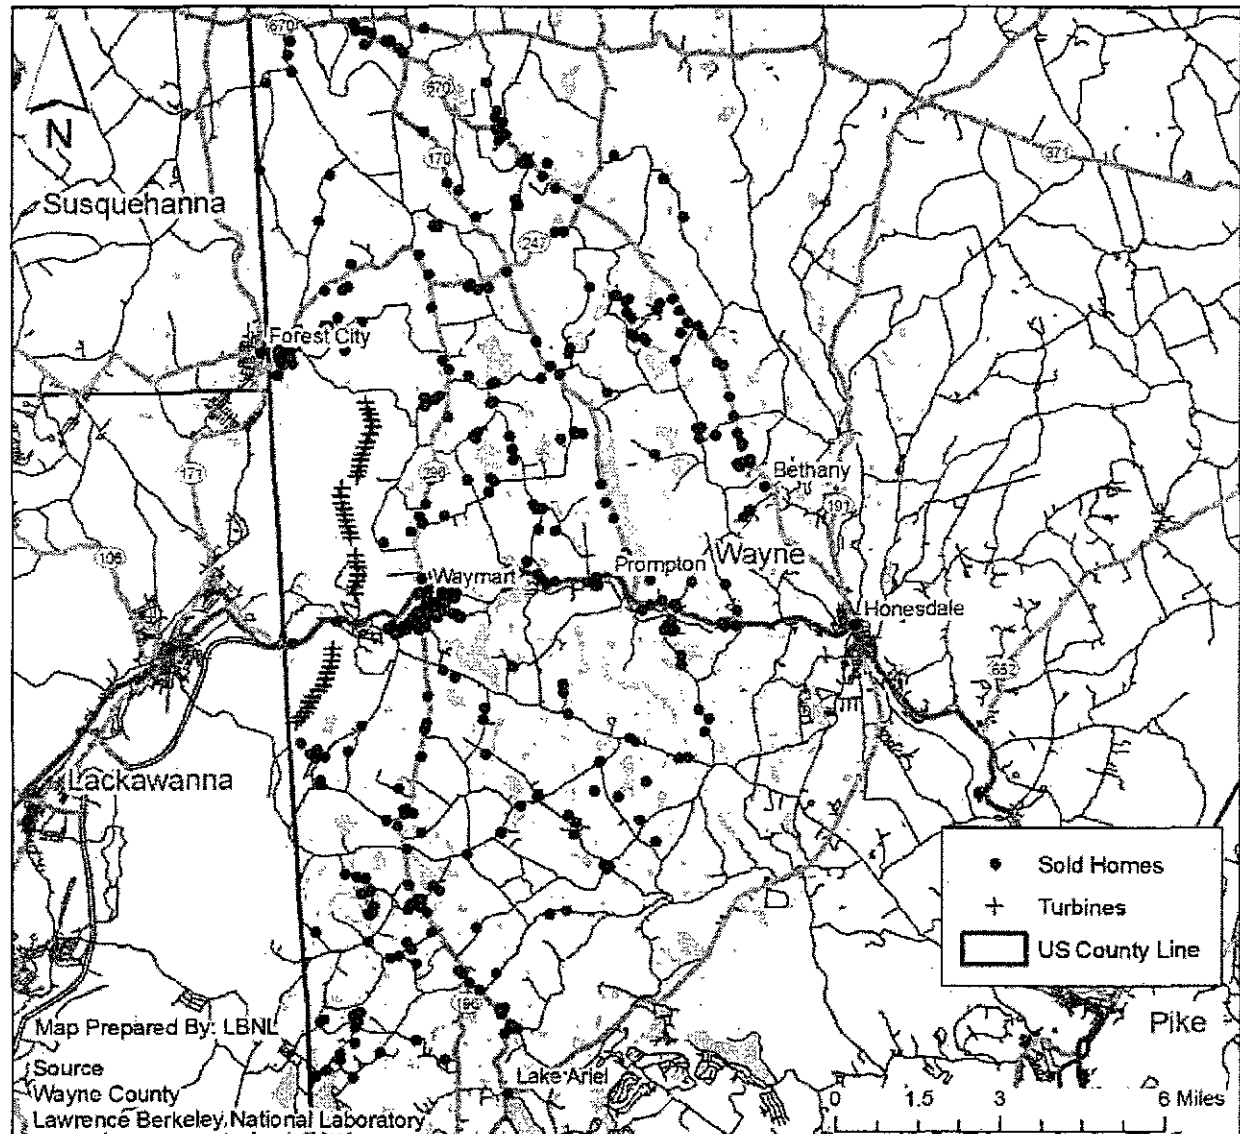 670
N
670
170
371
Susquehanna
247
Forest City
296
Bethany
171
191
106
Waymart
Prompton
Wayne
Honesdale
Lackawanna
Sold Homes
Turbines
US County Line
196
Map Prepared By: LBNL
Pike
Source
Wayne County
Lawrence Berkeley National Laboratory
Lake Ariel
0 1.5 3 6 Miles